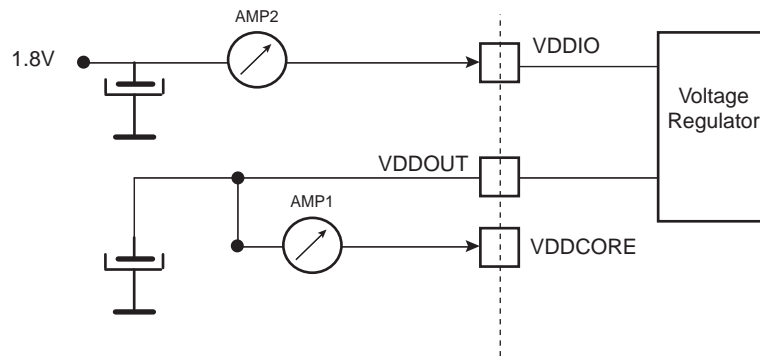 AMP2
1.8V
VDDIO
Voltage
Regulator
VDDOUT
AMP1
VDDCORE